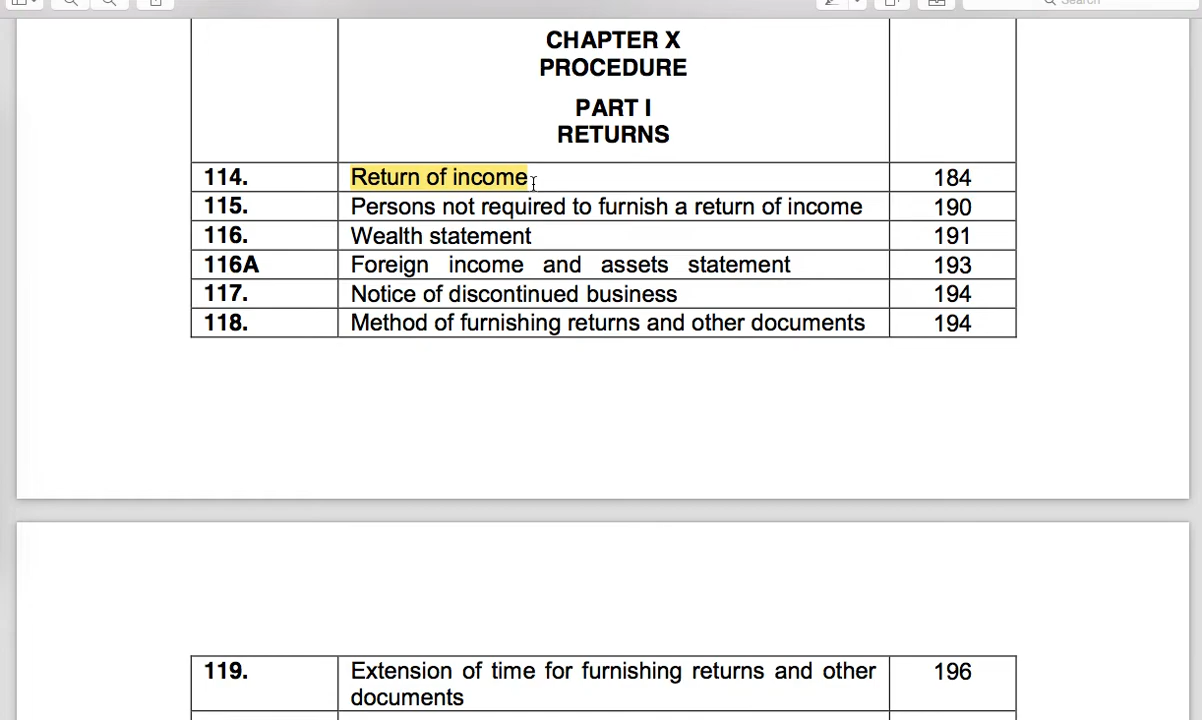 Search
CHAPTER X
PROCEDURE
PART I
RETURNS
114. Return of income 184
115. Persons not required to furnish a return of income 190
116. Wealth statement 191
116A Foreign income and assets statement 193
117. Notice of discontinued business 194
118. Method of furnishing returns and other documents 194
119. Extension of time for furnishing returns and other 196
documents